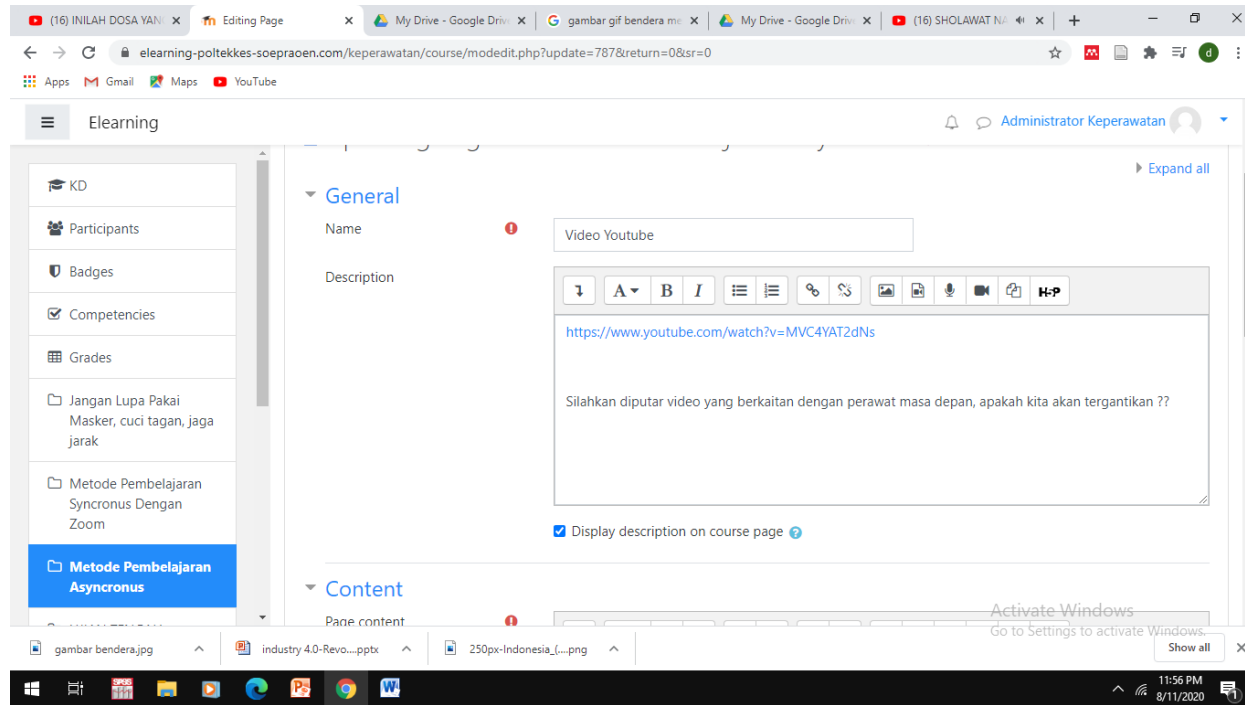 (16) INILAH DOSA YAN
Editing Page
My Drive - Google Driv
gambar gif bendera me
My Drive - Google Driv
(16) SHOLAWAT NA
elearning-poltekkes-soepraoen.com/keperawatan/course/modedit.php?update=787&return=0&sr=0
d
Apps
Gmail
Maps
YouTube
Elearning
Administrator Keperawatan
KD
Participants
Badges
Competencies
Grades
Jangan Lupa Pakai
Masker, cuci tagan, jaga
jarak
Metode Pembelajaran
Syncronus Dengan
Zoom
Metode Pembelajaran
Asyncronus
Expand all
General
Name
Video Youtube
Description
A B I
H-P
https://www.youtube.com/watch?v=MVC4YAT2dNs
Silahkan diputar video yang berkaitan dengan perawat masa depan, apakah kita akan tergantikan ??
Display description on course page
Content
Page content
Activate Windows
Go to Settings to activate Windows.
gambar bendera.jpg
industry 4.0-Revo....pptx
250px-Indonesia_(....png
Show all
SPSS
11:56 PM
8/11/2020
1